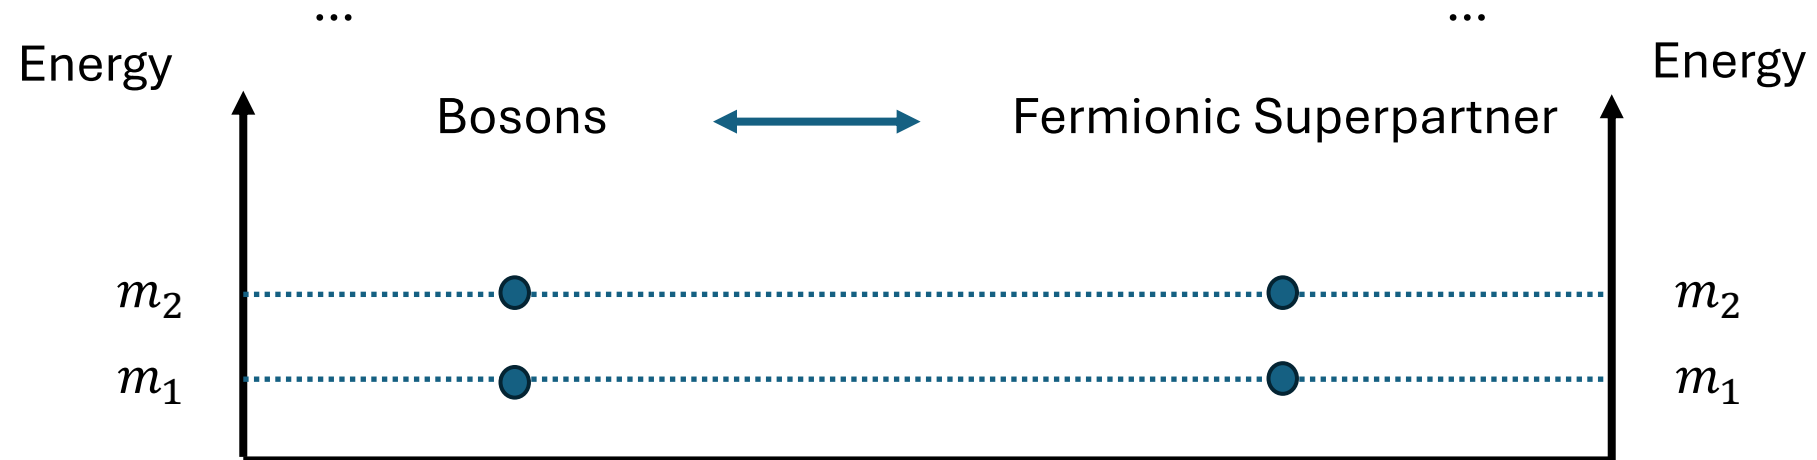 ... ...
Energy Energy
Bosons Fermionic Superpartner
m₂ m₂
m₁ m₁